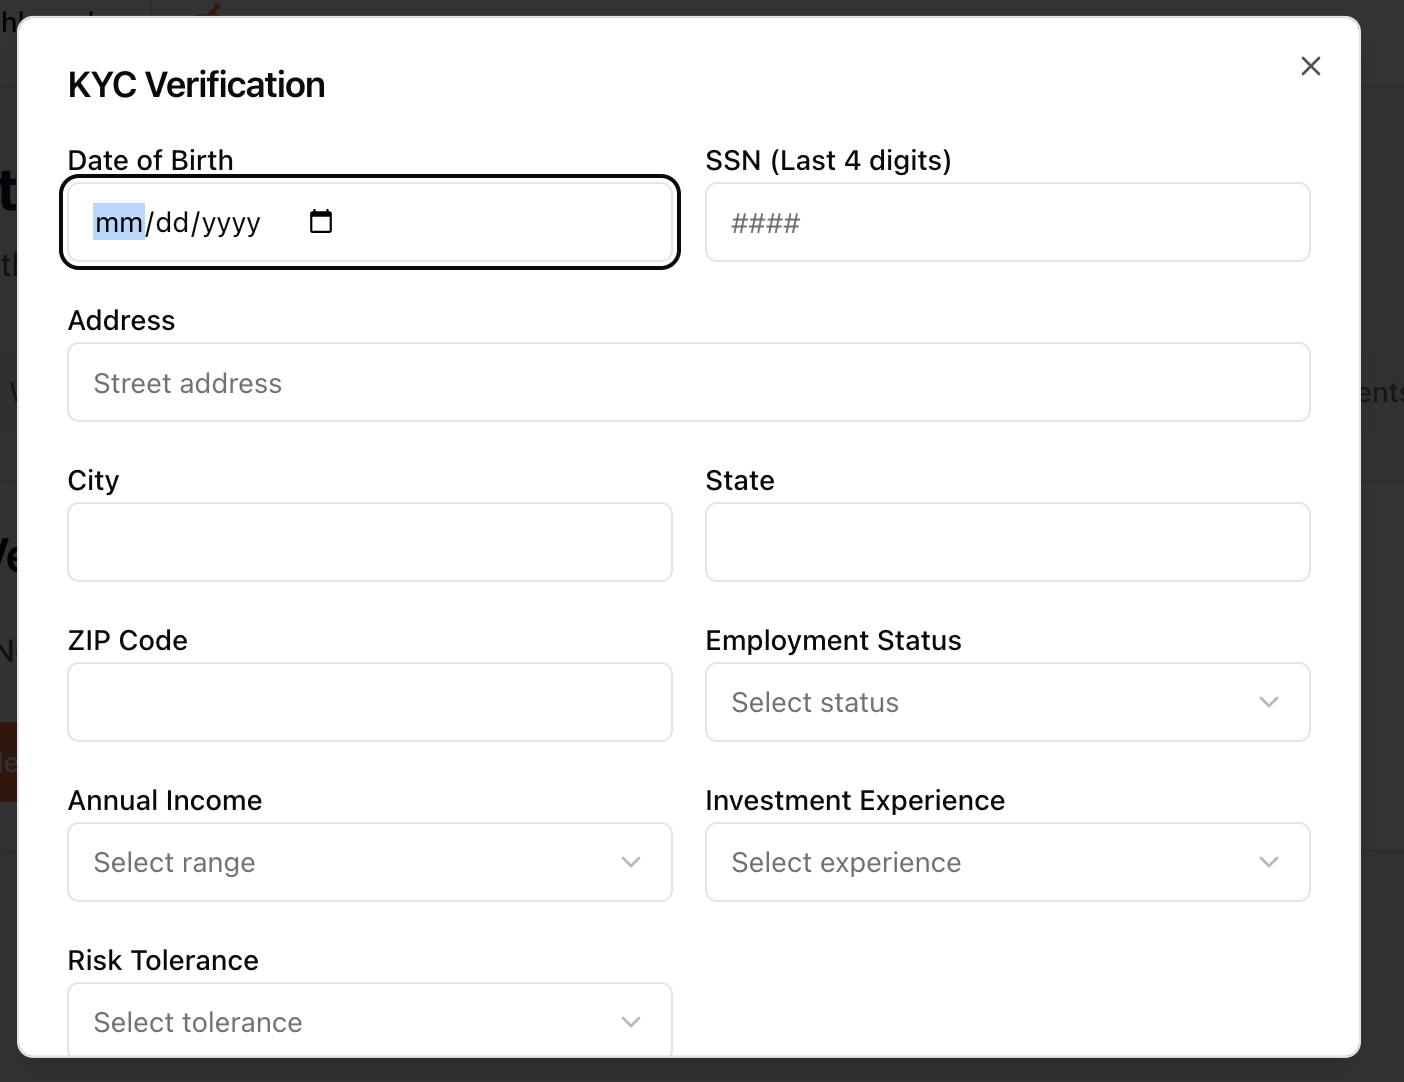 KYC Verification
Date of Birth
SSN (Last 4 digits)
mm/dd/yyyy
####
Address
Street address
City
State
ZIP Code
Employment Status
Select status
Annual Income
Investment Experience
Select range
Select experience
Risk Tolerance
Select tolerance